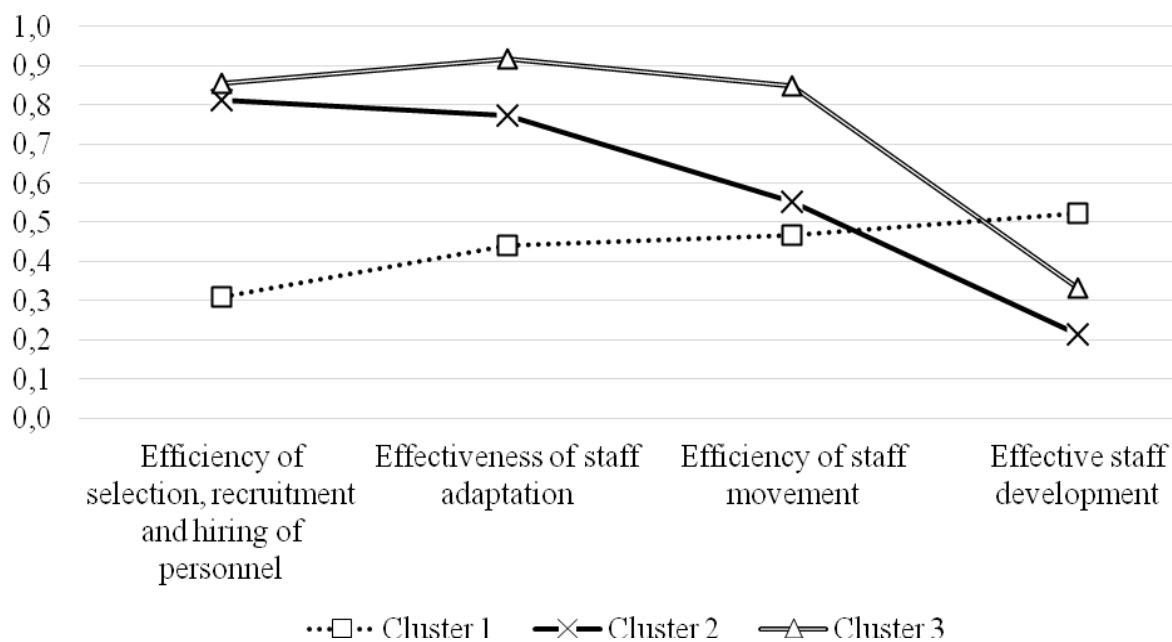 1,0
0,9
0,8
0,7
0,6
0,5
0,4
0,3
0,2
0,1
0,0
Efficiency of
selection, recruitment
and hiring of
personnel
Effectiveness of staff
adaptation
Efficiency of staff
movement
Effective staff
development
Cluster 1
Cluster 2
Cluster 3